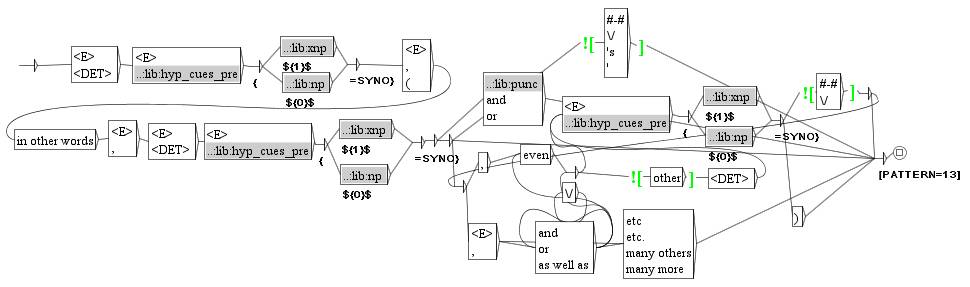 <E>
<DET>
<E>
..:lib:hyp_cues_pre
{
..:lib:xnp
${1}$
..:lib:np
${0}$
=SYNO}
<E>
,
(
in other words
<E>
,
<E>
<DET>
<E>
..:lib:hyp_cues_pre
{
..:lib:xnp
${1}$
..:lib:np
${0}$
=SYNO}
![
#-#
\/
's
'
]
..:lib:punc
and
or
<E>
..:lib:hyp_cues_pre
{
..:lib:xnp
${1}$
..:lib:np
${0}$
=SYNO}
![
#-#
\/
]
,
even
\/
![
other
]
<DET>
<E>
,
and
or
as well as
etc
etc.
many others
many more
)
[PATTERN=13]